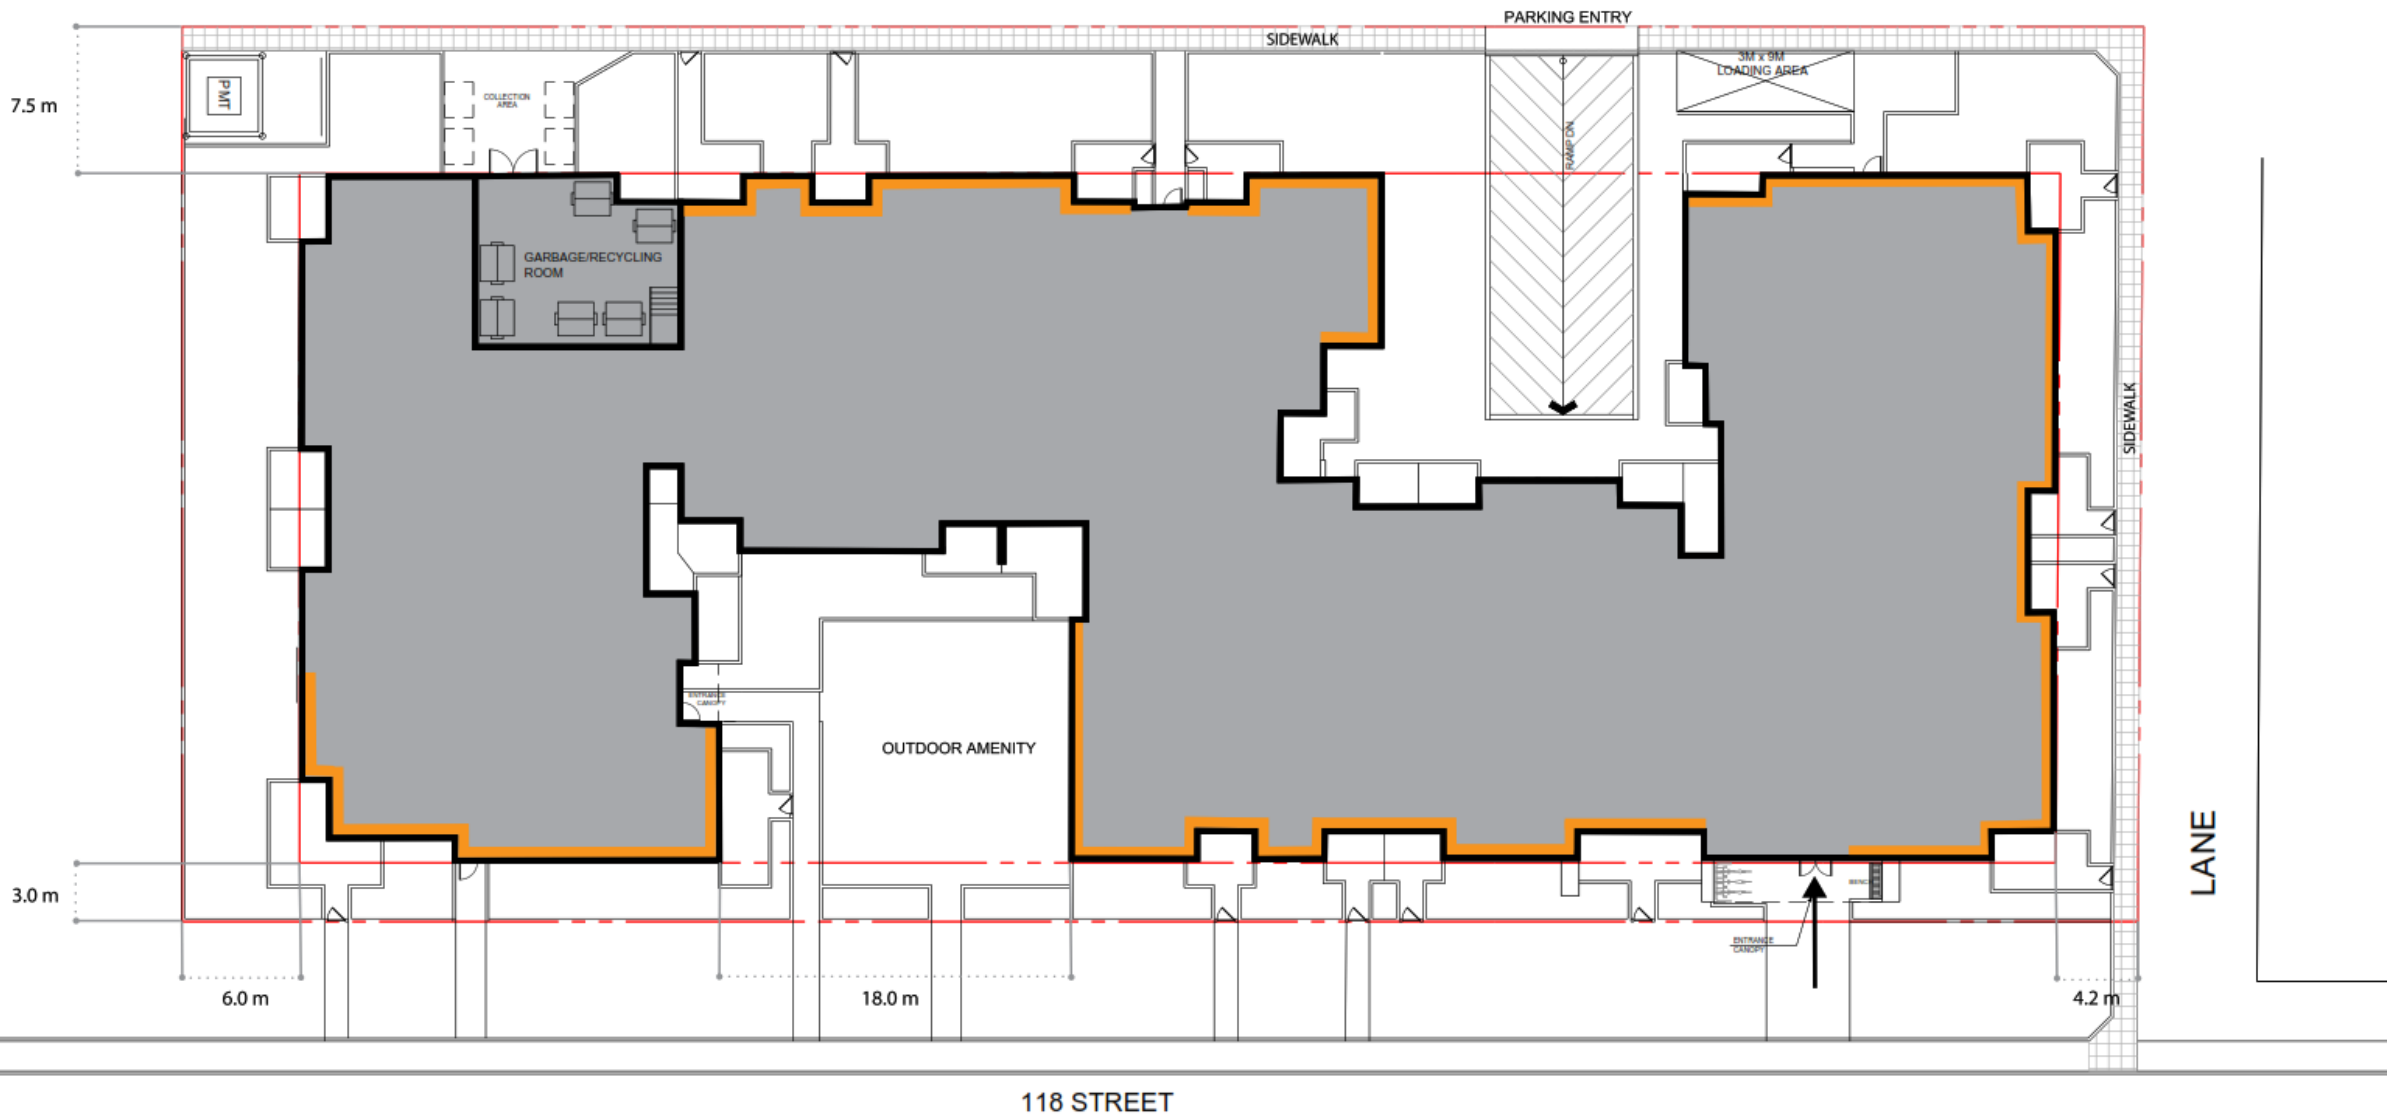 PARKING ENTRY
SIDEWALK
3M x 9M
LOADING AREA
PMT
COLLECTION
AREA
7.5 m
RAMP DN
GARBAGE/RECYCLING
ROOM
SIDEWALK
ENTRANCE
CANOPY
OUTDOOR AMENITY
LANE
3.0 m
BENCH
ENTRANCE
CANOPY
6.0 m
18.0 m
4.2 m
118 STREET